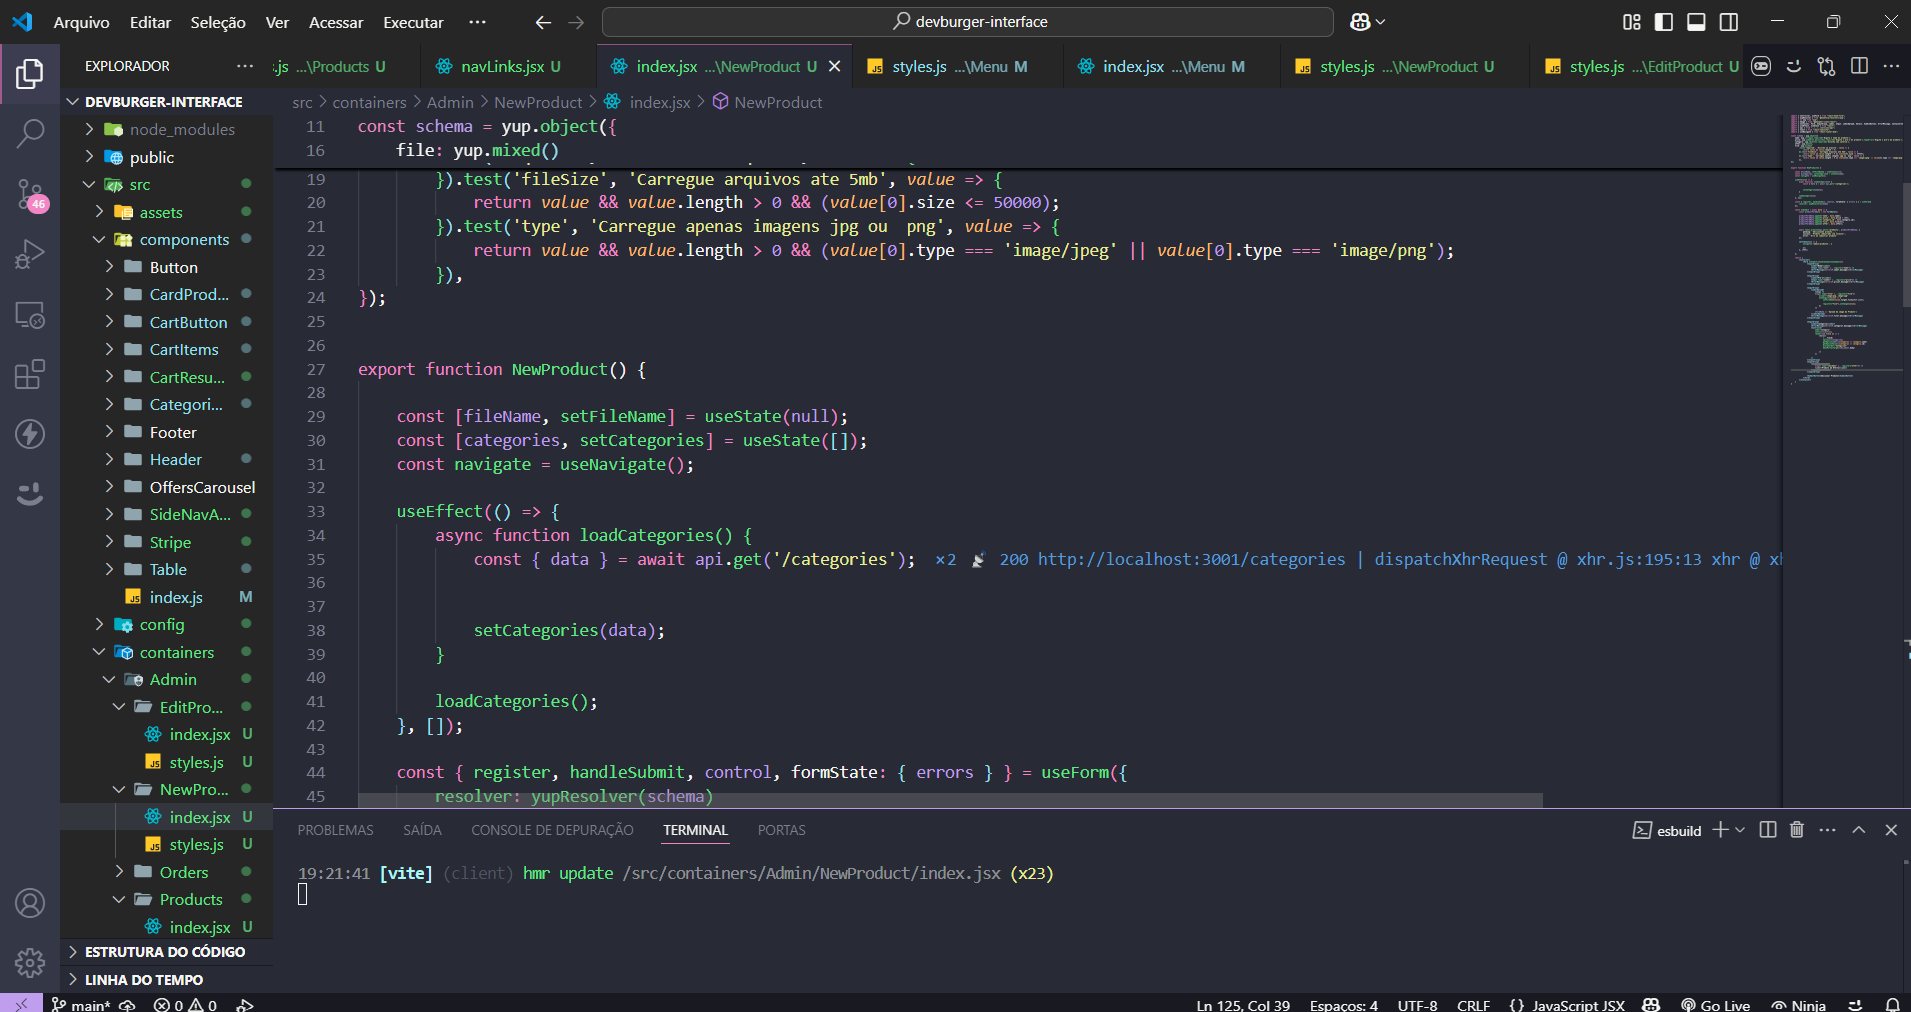 Arquivo Editar Seleção Ver Acessar Executar ··· devburger-interface
EXPLORADOR ···
.js ...\Products U navLinks.jsx U index.jsx ...\NewProduct U styles.js ...\Menu M index.jsx ...\Menu M styles.js ...\NewProduct U styles.js ...\EditProduct U
DEVBURGER-INTERFACE
node_modules
public
src
assets
components
Button
CardProd...
CartButton
CartItems
CartResu...
Categori...
Footer
Header
OffersCarousel
SideNavA...
Stripe
Table
index.js M
config
containers
Admin
EditPro...
index.jsx U
styles.js U
NewPro...
index.jsx U
styles.js U
Orders
Products
index.jsx U
ESTRUTURA DO CÓDIGO
LINHA DO TEMPO
46
src > containers > Admin > NewProduct > index.jsx > NewProduct
11 const schema = yup.object({
16 file: yup.mixed()
19 }).test('fileSize', 'Carregue arquivos ate 5mb', value => {
20 return value && value.length > 0 && (value[0].size <= 50000);
21 }).test('type', 'Carregue apenas imagens jpg ou  png', value => {
22 return value && value.length > 0 && (value[0].type === 'image/jpeg' || value[0].type === 'image/png');
23 }),
24 });
25
26
27 export function NewProduct() {
28
29 const [fileName, setFileName] = useState(null);
30 const [categories, setCategories] = useState([]);
31 const navigate = useNavigate();
32
33 useEffect(() => {
34 async function loadCategories() {
35 const { data } = await api.get('/categories'); ×2 200 http://localhost:3001/categories | dispatchXhrRequest @ xhr.js:195:13 xhr @ xh
36
37
38 setCategories(data);
39 }
40
41 loadCategories();
42 }, []);
43
44 const { register, handleSubmit, control, formState: { errors } } = useForm({
45 resolver: yupResolver(schema)
PROBLEMAS SAÍDA CONSOLE DE DEPURAÇÃO TERMINAL PORTAS esbuild
19:21:41 [vite] (client) hmr update /src/containers/Admin/NewProduct/index.jsx (x23)
main* 0 0 Ln 125, Col 39 Espaços: 4 UTF-8 CRLF {} JavaScript JSX Go Live Ninja